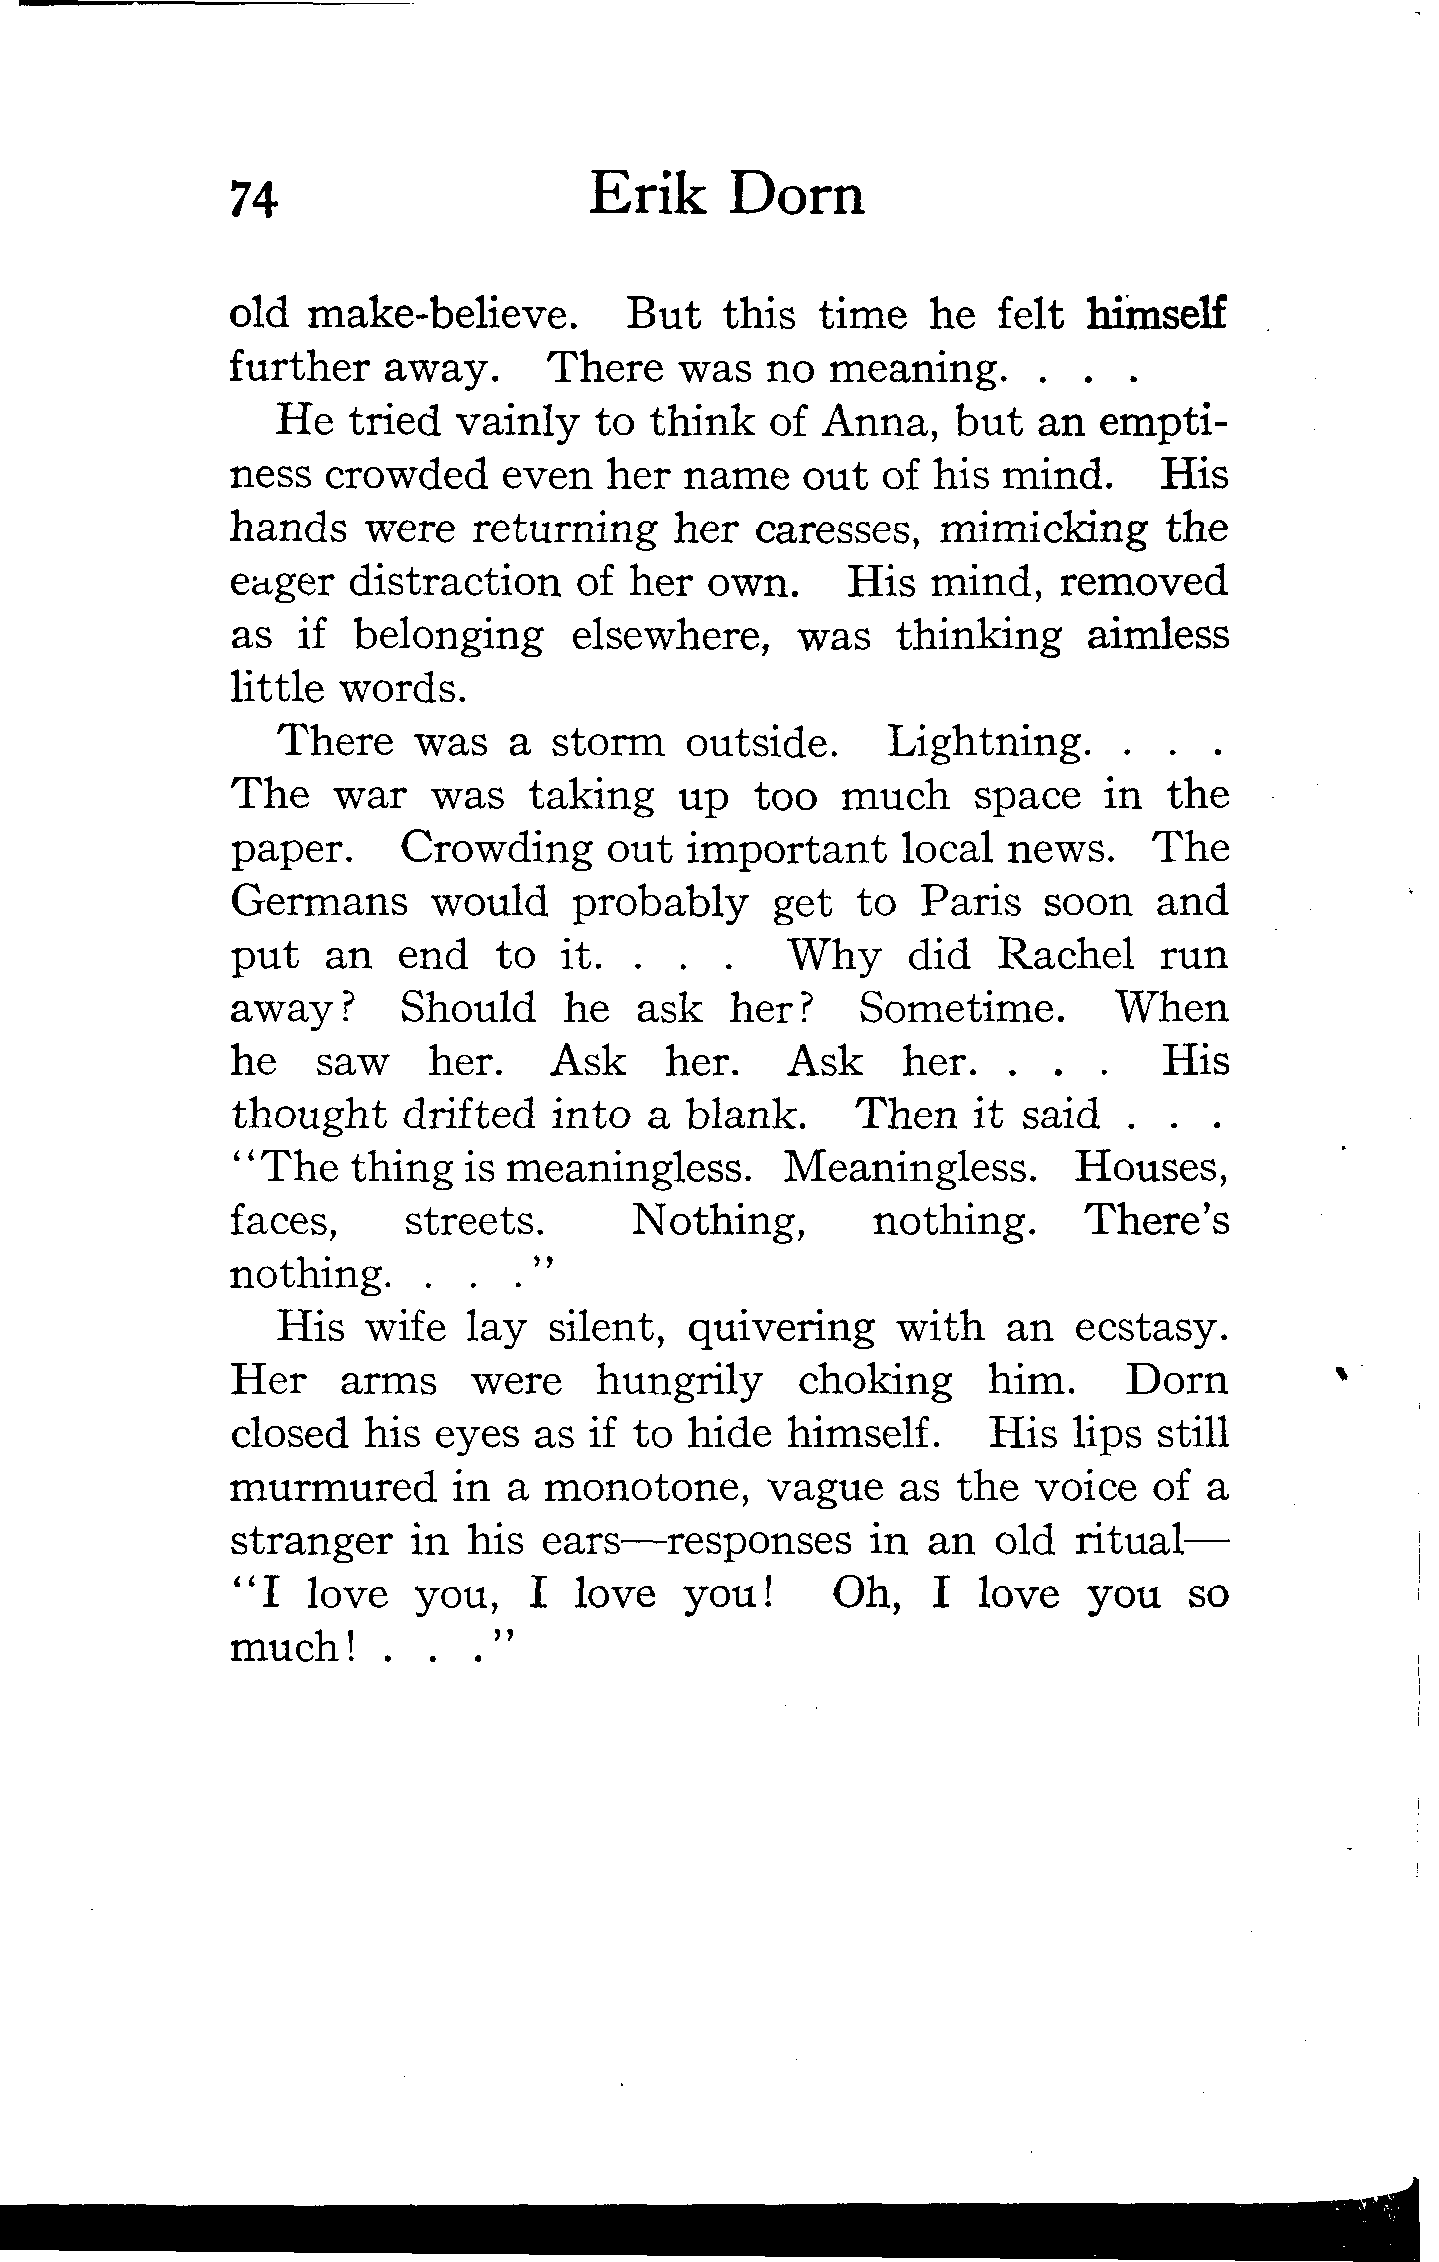 74 Erik Dorn
old make-believe. But this time he felt himself
further away. There was no meaning. . . .
He tried vainly to think of Anna, but an empti-
ness crowded even her name out of his mind. His
hands were returning her caresses, mimicking the
eager distraction of her own. His mind, removed
as if belonging elsewhere, was thinking aimless
little words.
There was a storm outside. Lightning. . . .
The war was taking up too much space in the
paper. Crowding out important local news. The
Germans would probably get to Paris soon and
put an end to it. . . . Why did Rachel run
away? Should he ask her? Sometime. When
he saw her. Ask her. Ask her. . . . His
thought drifted into a blank. Then it said . . .
"The thing is meaningless. Meaningless. Houses,
faces, streets. Nothing, nothing. There's
nothing. . . ."
His wife lay silent, quivering with an ecstasy.
Her arms were hungrily choking him. Dorn
closed his eyes as if to hide himself. His lips still
murmured in a monotone, vague as the voice of a
stranger in his ears—responses in an old ritual—
"I love you, I love you! Oh, I love you so
much! . . ."